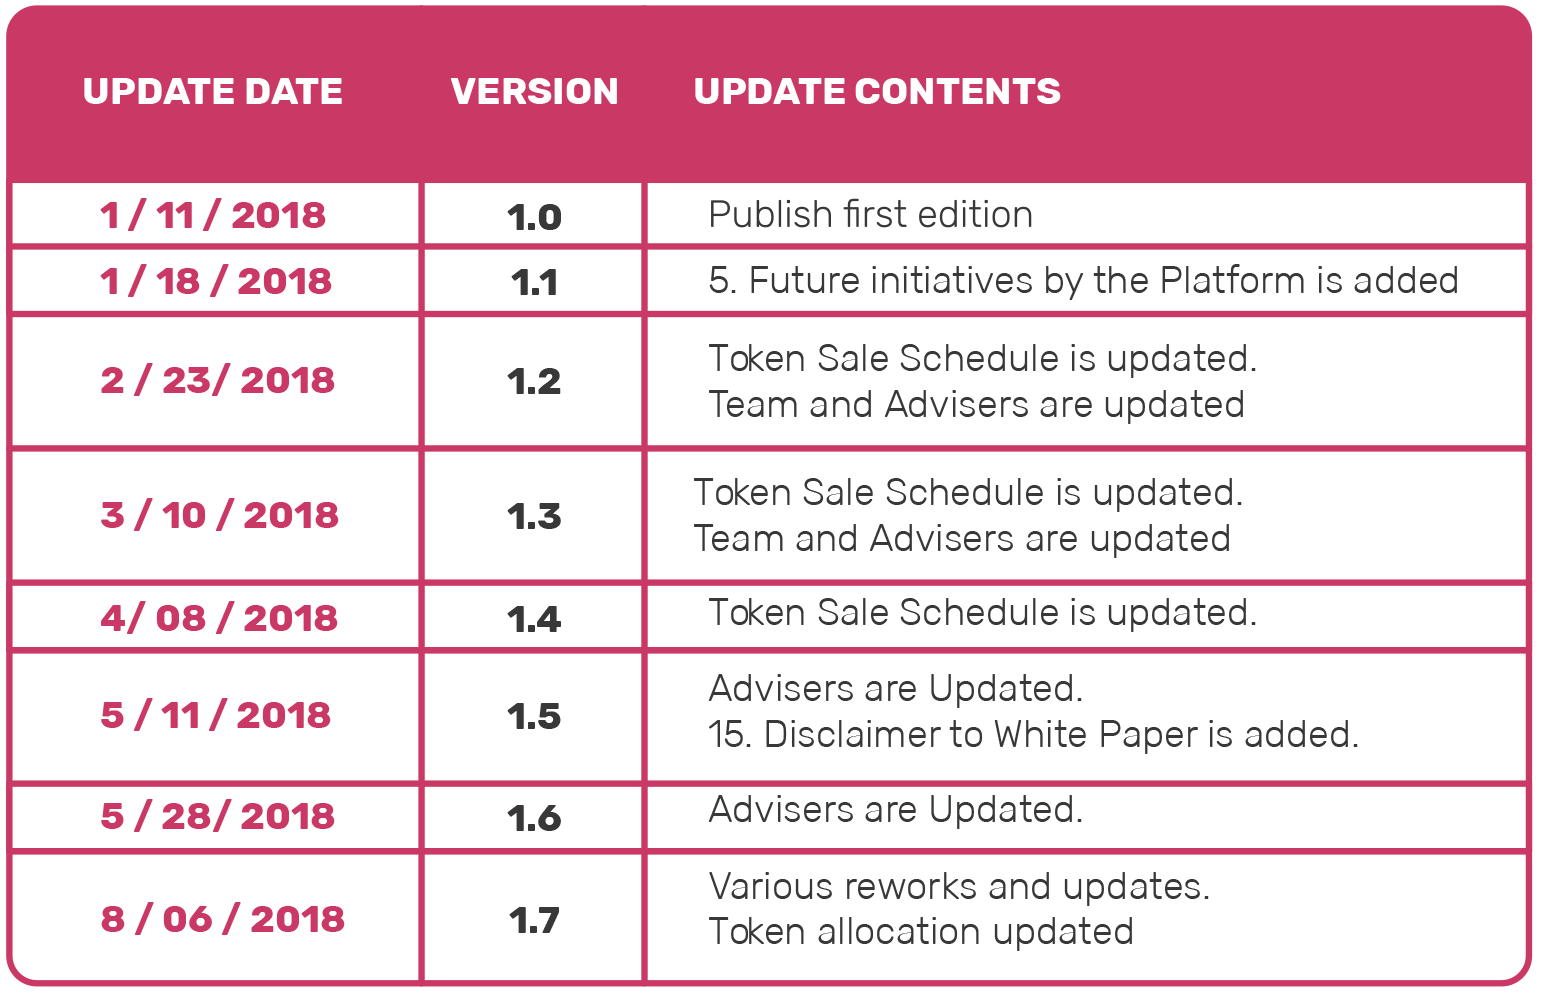 UPDATE DATE VERSION UPDATE CONTENTS
1 / 11 / 2018 1.0 Publish first edition
1 / 18 / 2018 1.1 5. Future initiatives by the Platform is added
2 / 23/ 2018 1.2 Token Sale Schedule is updated.
Team and Advisers are updated
3 / 10 / 2018 1.3 Token Sale Schedule is updated.
Team and Advisers are updated
4/ 08 / 2018 1.4 Token Sale Schedule is updated.
5 / 11 / 2018 1.5 Advisers are Updated.
15. Disclaimer to White Paper is added.
5 / 28/ 2018 1.6 Advisers are Updated.
8 / 06 / 2018 1.7 Various reworks and updates.
Token allocation updated